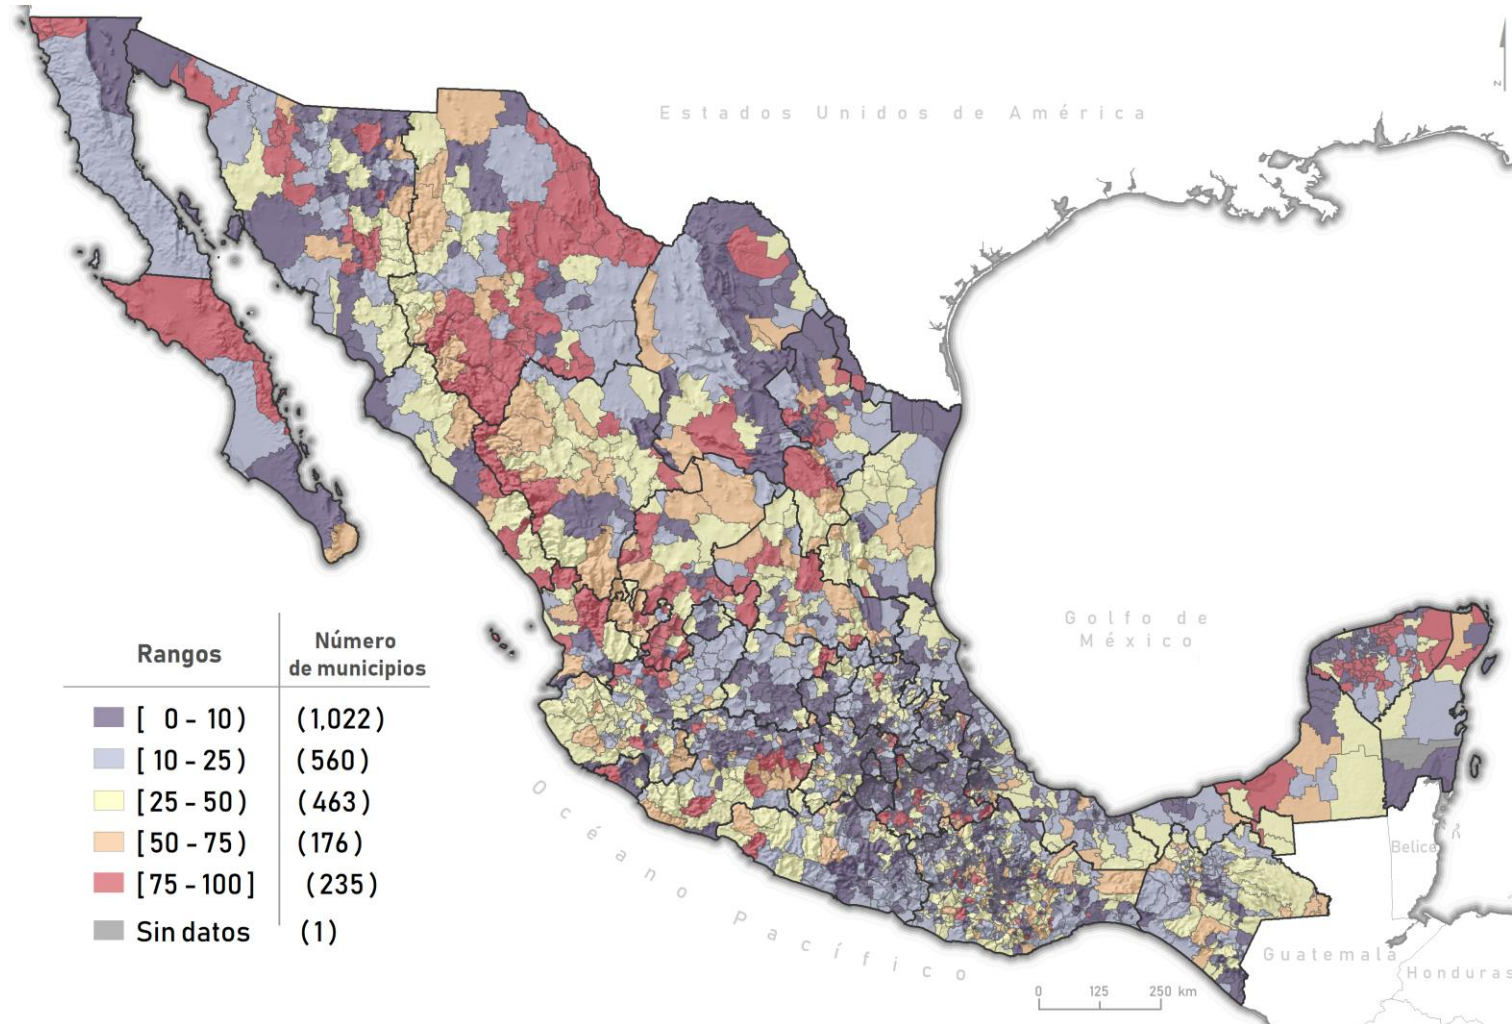 N
Estados Unidos de América
Golfo de
México
Rangos
Número
de municipios
[ 0 - 10) (1,022)
[ 10 - 25) (560)
[25 - 50) (463)
[50 - 75) (176)
[75 - 100] (235)
Sin datos (1)
Océano Pacífico
Belice
Guatemala
Honduras
0 125 250 km